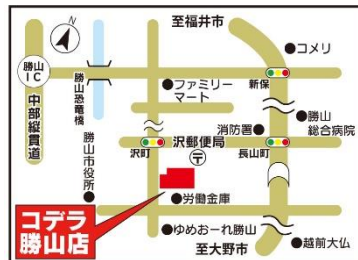 至福井市
コメリ
勝山
IC
新保
中部縦貫道
勝山恐竜橋
ファミリー
マート
消防署
勝山
総合病院
沢郵便局
〒
沢町
長山町
勝山市役所
労働金庫
コデラ
勝山店
ゆめおーれ勝山
越前大仏
至大野市